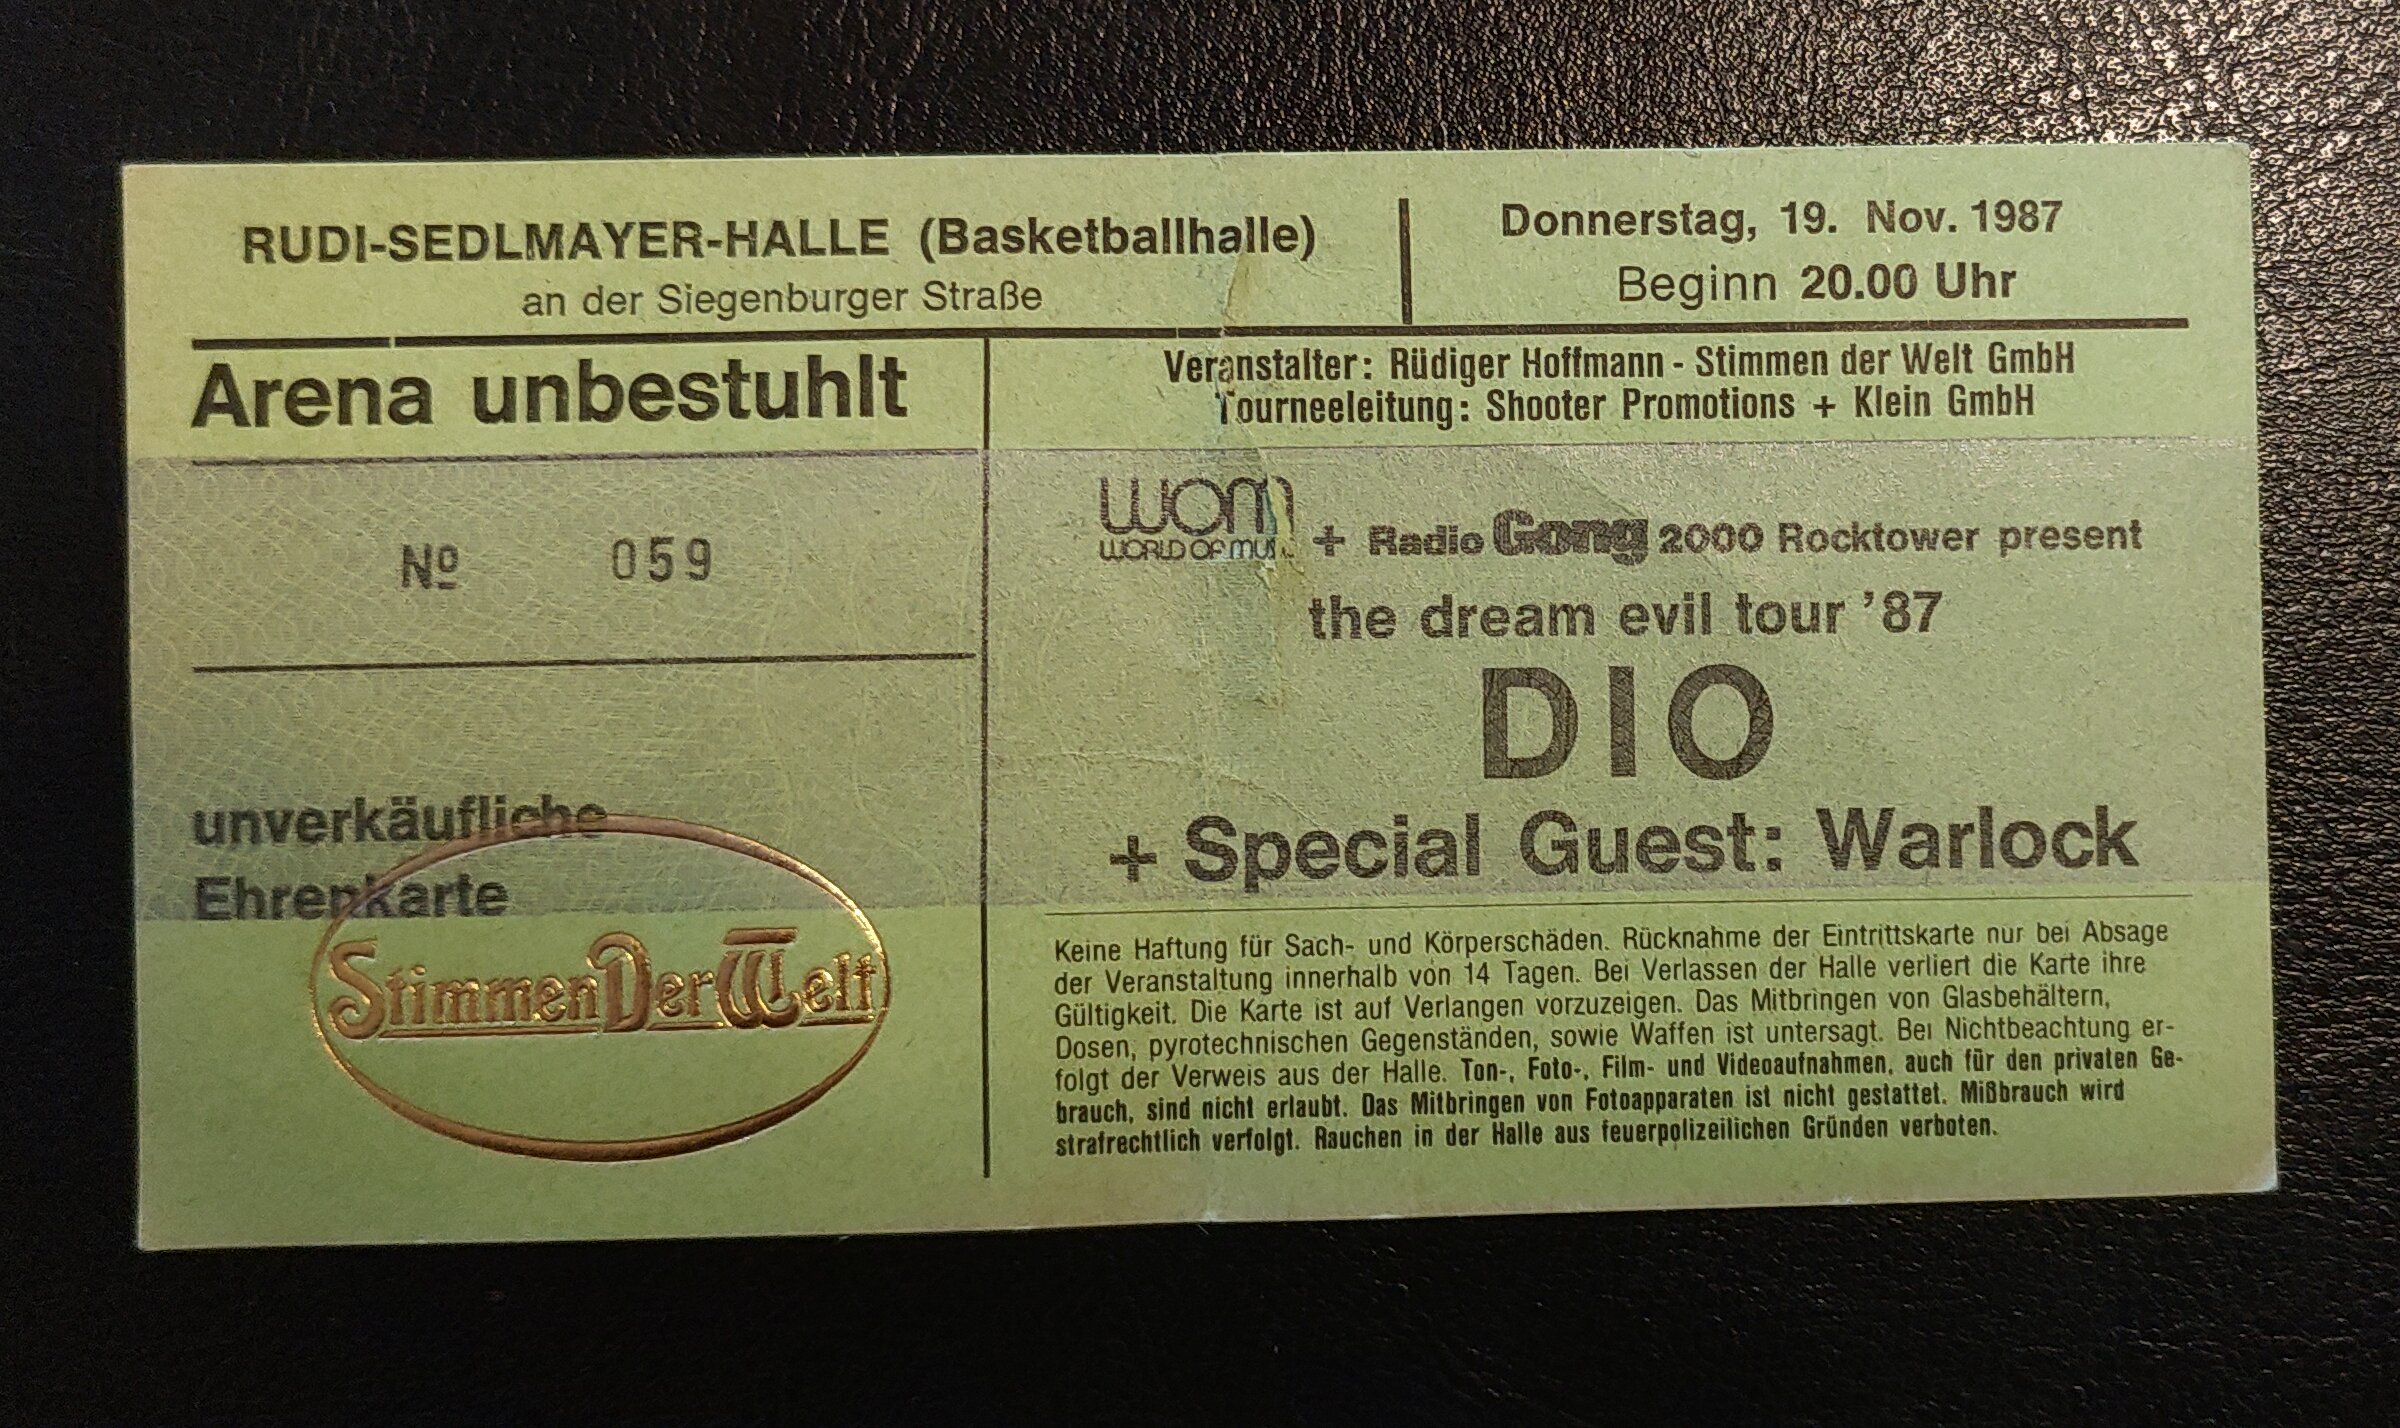 RUDI-SEDLMAYER-HALLE (Basketballhalle)
an der Siegenburger Straße
Donnerstag, 19. Nov. 1987
Beginn 20.00 Uhr
Arena unbestuhlt
Nº 059
unverkäufliche
Ehrenkarte
Stimmen Der Welt
Veranstalter: Rüdiger Hoffmann - Stimmen der Welt GmbH
Tourneeleitung: Shooter Promotions + Klein GmbH
wom
WORLD OF MUSIC
+ Radio Gong 2000 Rocktower present
the dream evil tour '87
DIO
+ Special Guest: Warlock
Keine Haftung für Sach- und Körperschäden. Rücknahme der Eintrittskarte nur bei Absage
der Veranstaltung innerhalb von 14 Tagen. Bei Verlassen der Halle verliert die Karte ihre
Gültigkeit. Die Karte ist auf Verlangen vorzuzeigen. Das Mitbringen von Glasbehältern,
Dosen, pyrotechnischen Gegenständen, sowie Waffen ist untersagt. Bei Nichtbeachtung er-
folgt der Verweis aus der Halle. Ton-, Foto-, Film- und Videoaufnahmen, auch für den privaten Ge-
brauch, sind nicht erlaubt. Das Mitbringen von Fotoapparaten ist nicht gestattet. Mißbrauch wird
strafrechtlich verfolgt. Rauchen in der Halle aus feuerpolizeilichen Gründen verboten.